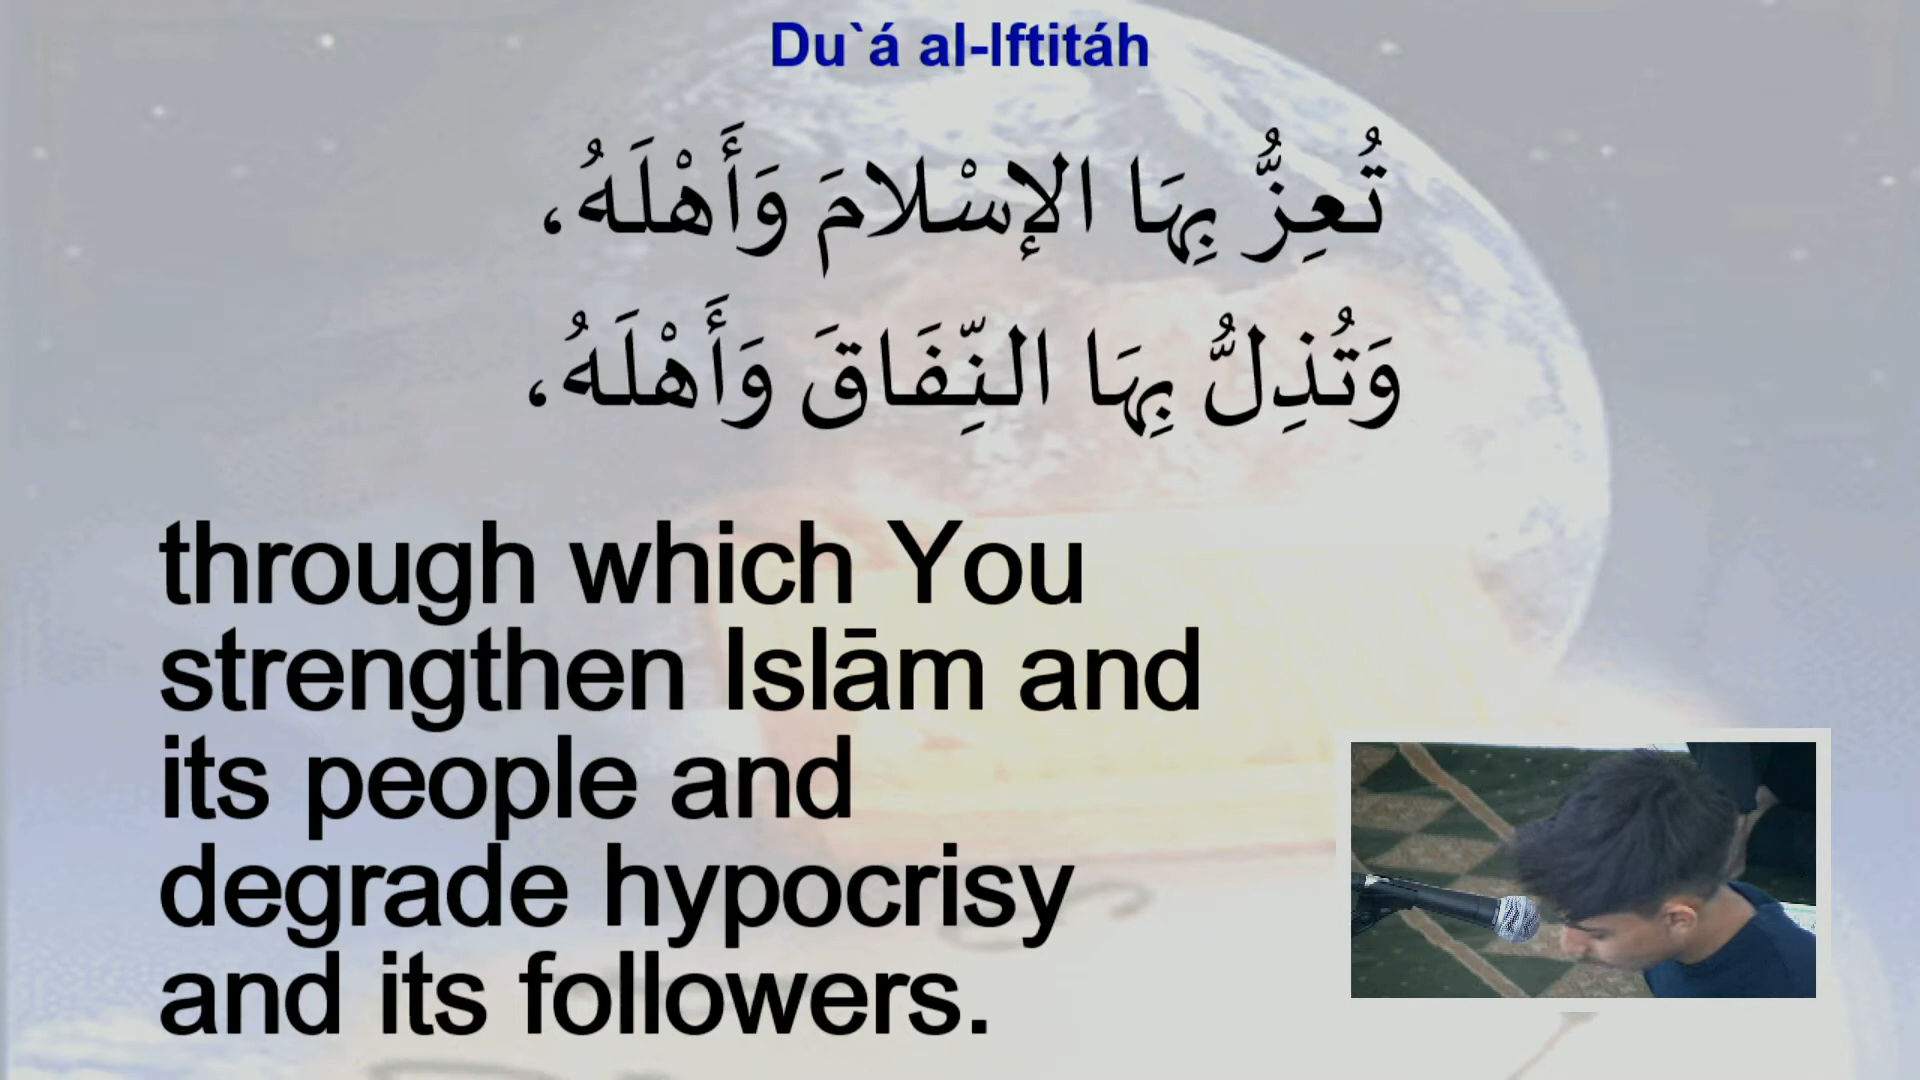 Du`á al-Iftitáh
تُعِزُّ بِهَا الإِسْلامَ وَأَهْلَهُ،
وَتُذِلُّ بِهَا النِّفَاقَ وَأَهْلَهُ،
through which You
strengthen Islām and
its people and
degrade hypocrisy
and its followers.